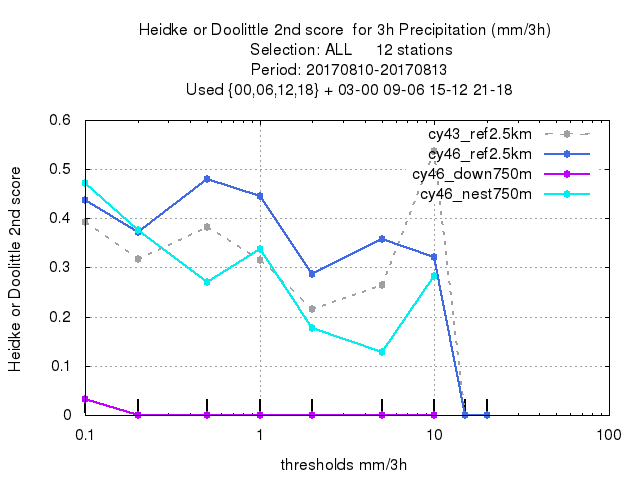 Heidke or Doolittle 2nd score  for 3h Precipitation (mm/3h)
Selection: ALL     12 stations
Period: 20170810-20170813
Used {00,06,12,18} + 03-00 09-06 15-12 21-18
cy43_ref2.5km
cy46_ref2.5km
cy46_down750m
cy46_nest750m
Heidke or Doolittle 2nd score
0.6
0.5
0.4
0.3
0.2
0.1
0
0.1 1 10 100
thresholds mm/3h